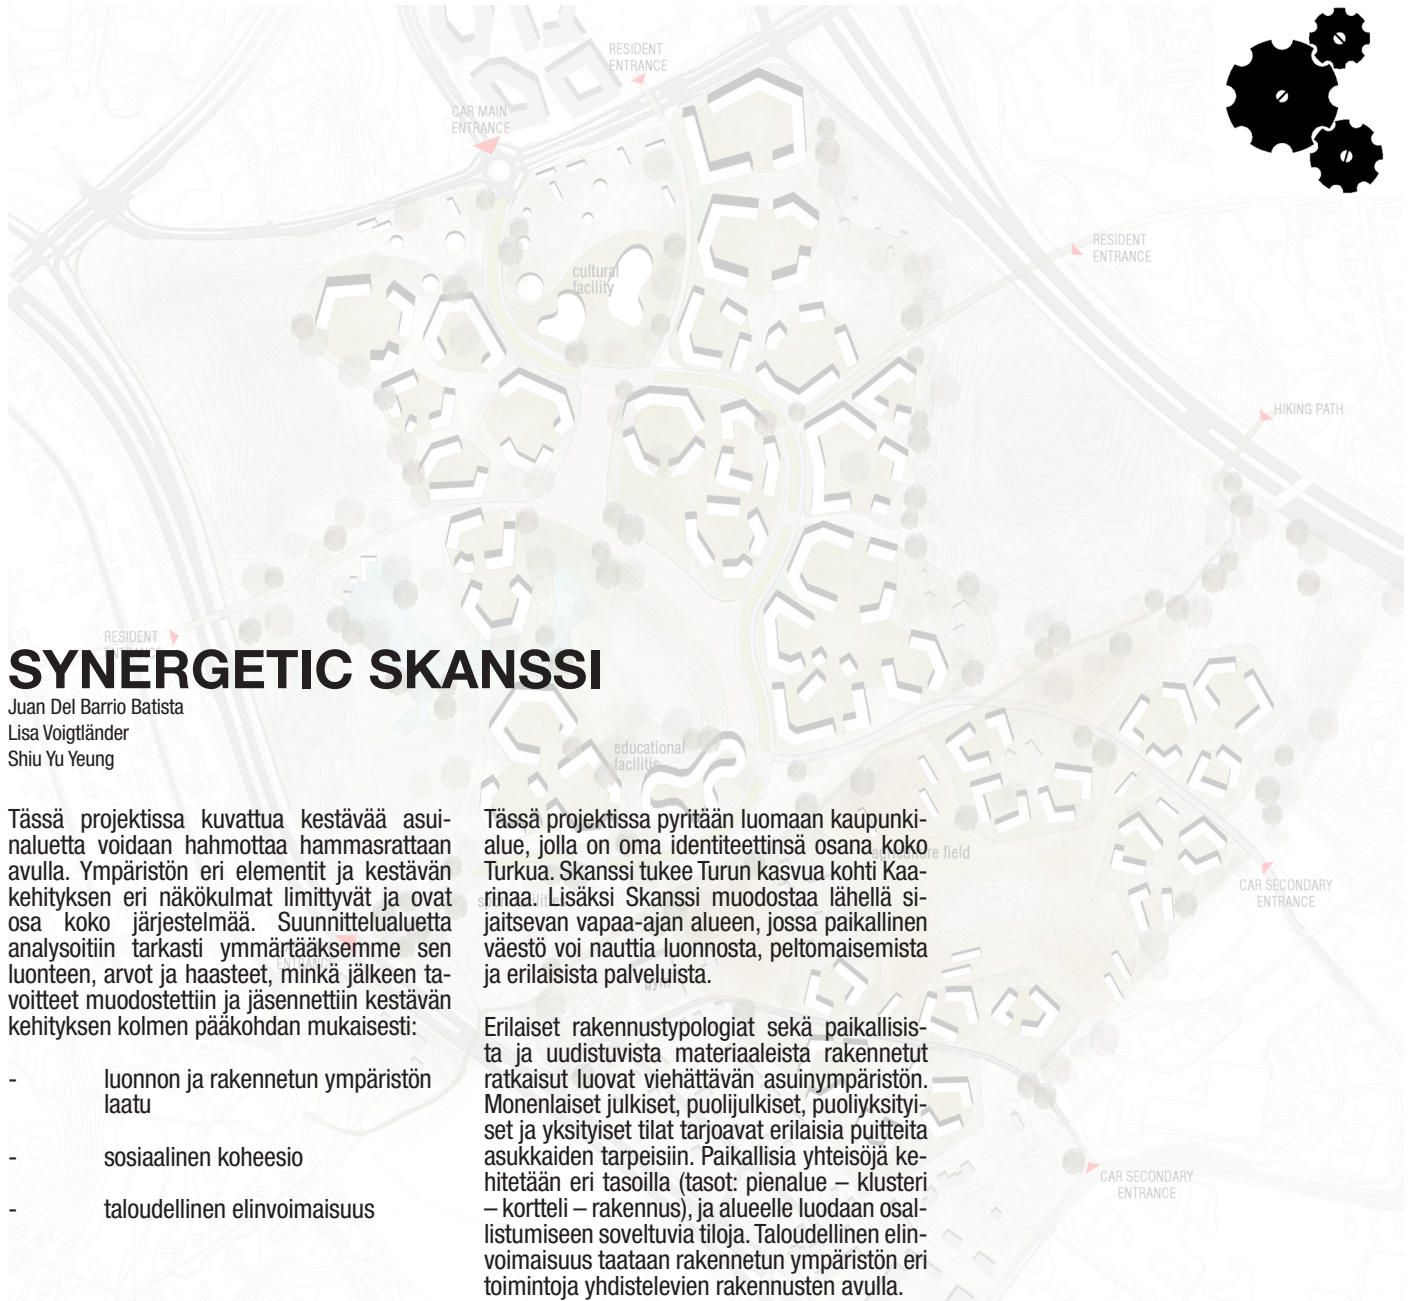 RESIDENT
ENTRANCE
CAR MAIN
ENTRANCE
RESIDENT
ENTRANCE
cultural
facility
HIKING PATH
RESIDENT
SYNERGETIC SKANSSI
Juan Del Barrio Batista
Lisa Voigtländer
Shiu Yu Yeung
educational
facilitis
agriculture field
CAR SECONDARY
ENTRANCE
ENTRANCE
gym
CAR SECONDARY
ENTRANCE
Tässä projektissa kuvattua kestävää asui-
naluetta voidaan hahmottaa hammasrattaan
avulla. Ympäristön eri elementit ja kestävän
kehityksen eri näkökulmat limittyvät ja ovat
osa koko järjestelmää. Suunnittelualuetta
analysoitiin tarkasti ymmärtääksemme sen
luonteen, arvot ja haasteet, minkä jälkeen ta-
voitteet muodostettiin ja jäsennettiin kestävän
kehityksen kolmen pääkohdan mukaisesti:
- luonnon ja rakennetun ympäristön
laatu
- sosiaalinen koheesio
- taloudellinen elinvoimaisuus
Tässä projektissa pyritään luomaan kaupunki-
alue, jolla on oma identiteettinsä osana koko
Turkua. Skanssi tukee Turun kasvua kohti Kaa-
rinaa. Lisäksi Skanssi muodostaa lähellä si-
jaitsevan vapaa-ajan alueen, jossa paikallinen
väestö voi nauttia luonnosta, peltomaisemista
ja erilaisista palveluista.
Erilaiset rakennustypologiat sekä paikallisis-
ta ja uudistuvista materiaaleista rakennetut
ratkaisut luovat viehättävän asuinympäristön.
Monenlaiset julkiset, puolijulkiset, puoliyksityi-
set ja yksityiset tilat tarjoavat erilaisia puitteita
asukkaiden tarpeisiin. Paikallisia yhteisöjä ke-
hitetään eri tasoilla (tasot: pienalue – klusteri
– kortteli – rakennus), ja alueelle luodaan osal-
listumiseen soveltuvia tiloja. Taloudellinen elin-
voimaisuus taataan rakennetun ympäristön eri
toimintoja yhdistelevien rakennusten avulla.